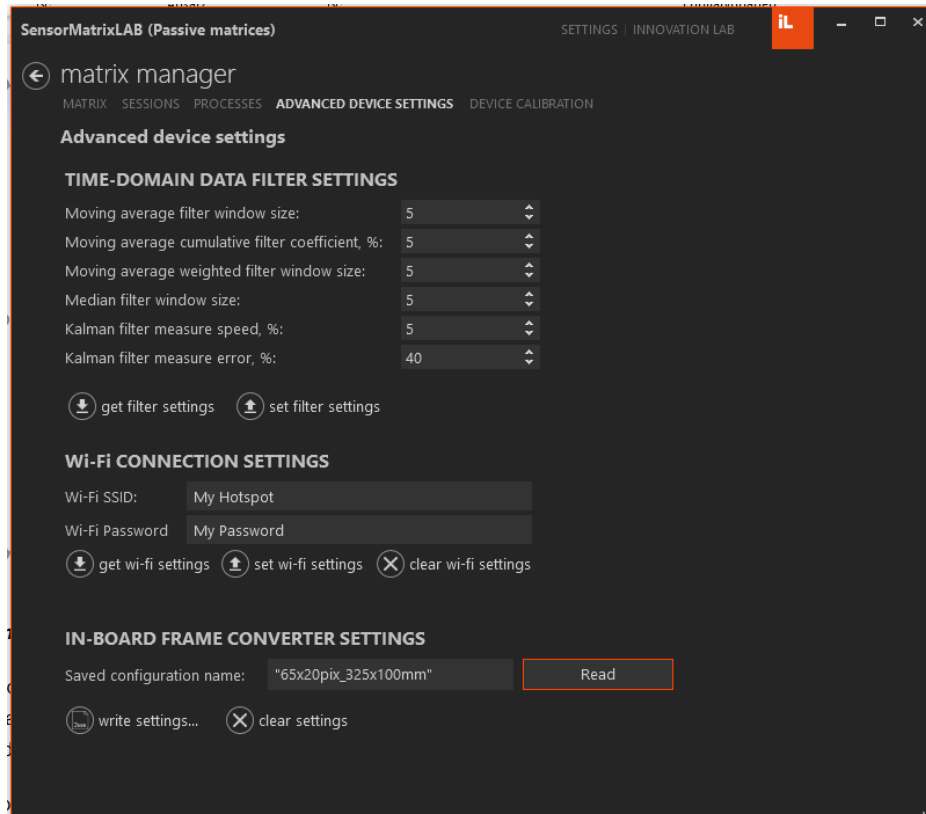 SensorMatrixLAB (Passive matrices)
SETTINGS | INNOVATION LAB
iL
matrix manager
MATRIX SESSIONS PROCESSES ADVANCED DEVICE SETTINGS DEVICE CALIBRATION
Advanced device settings
TIME-DOMAIN DATA FILTER SETTINGS
Moving average filter window size: 5
Moving average cumulative filter coefficient, %: 5
Moving average weighted filter window size: 5
Median filter window size: 5
Kalman filter measure speed, %: 5
Kalman filter measure error, %: 40
get filter settings set filter settings
Wi-Fi CONNECTION SETTINGS
Wi-Fi SSID: My Hotspot
Wi-Fi Password My Password
get wi-fi settings set wi-fi settings clear wi-fi settings
IN-BOARD FRAME CONVERTER SETTINGS
Saved configuration name: "65x20pix_325x100mm" Read
write settings... clear settings